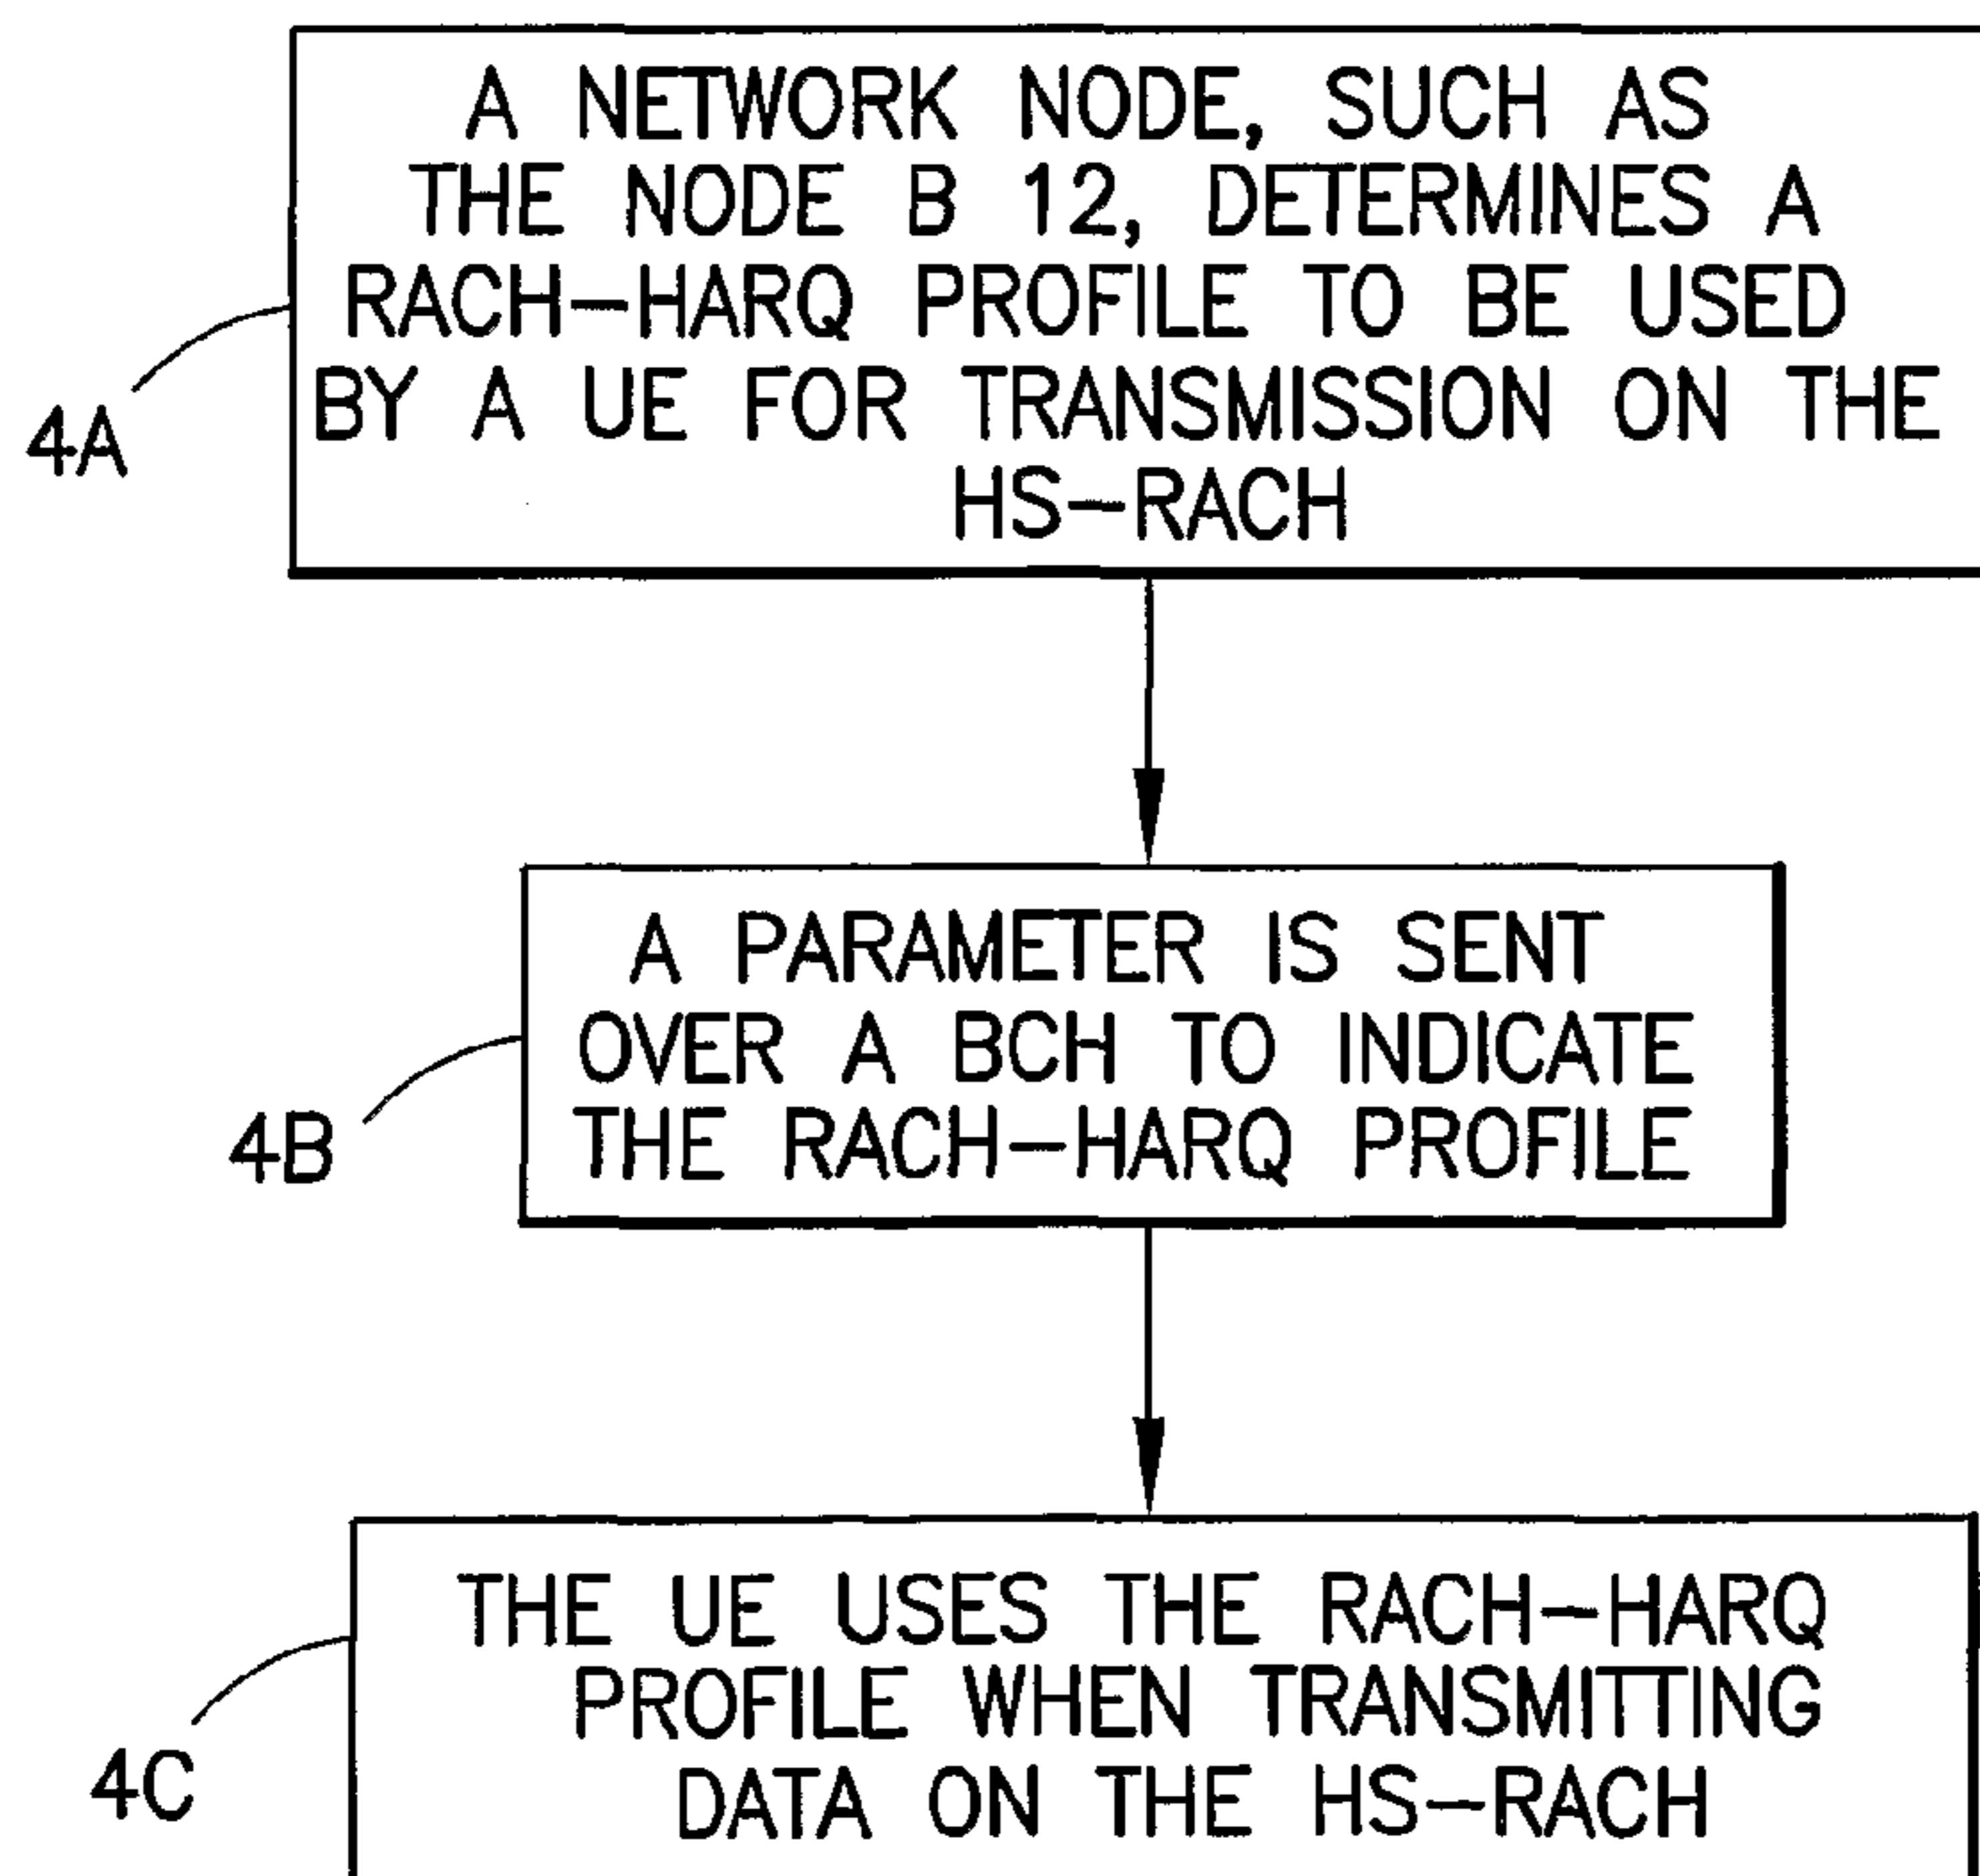 A NETWORK NODE, SUCH AS
THE NODE B 12, DETERMINES A
RACH-HARQ PROFILE TO BE USED
BY A UE FOR TRANSMISSION ON THE
HS-RACH
4A
A PARAMETER IS SENT
OVER A BCH TO INDICATE
THE RACH-HARQ PROFILE
4B
THE UE USES THE RACH-HARQ
PROFILE WHEN TRANSMITTING
DATA ON THE HS-RACH
4C